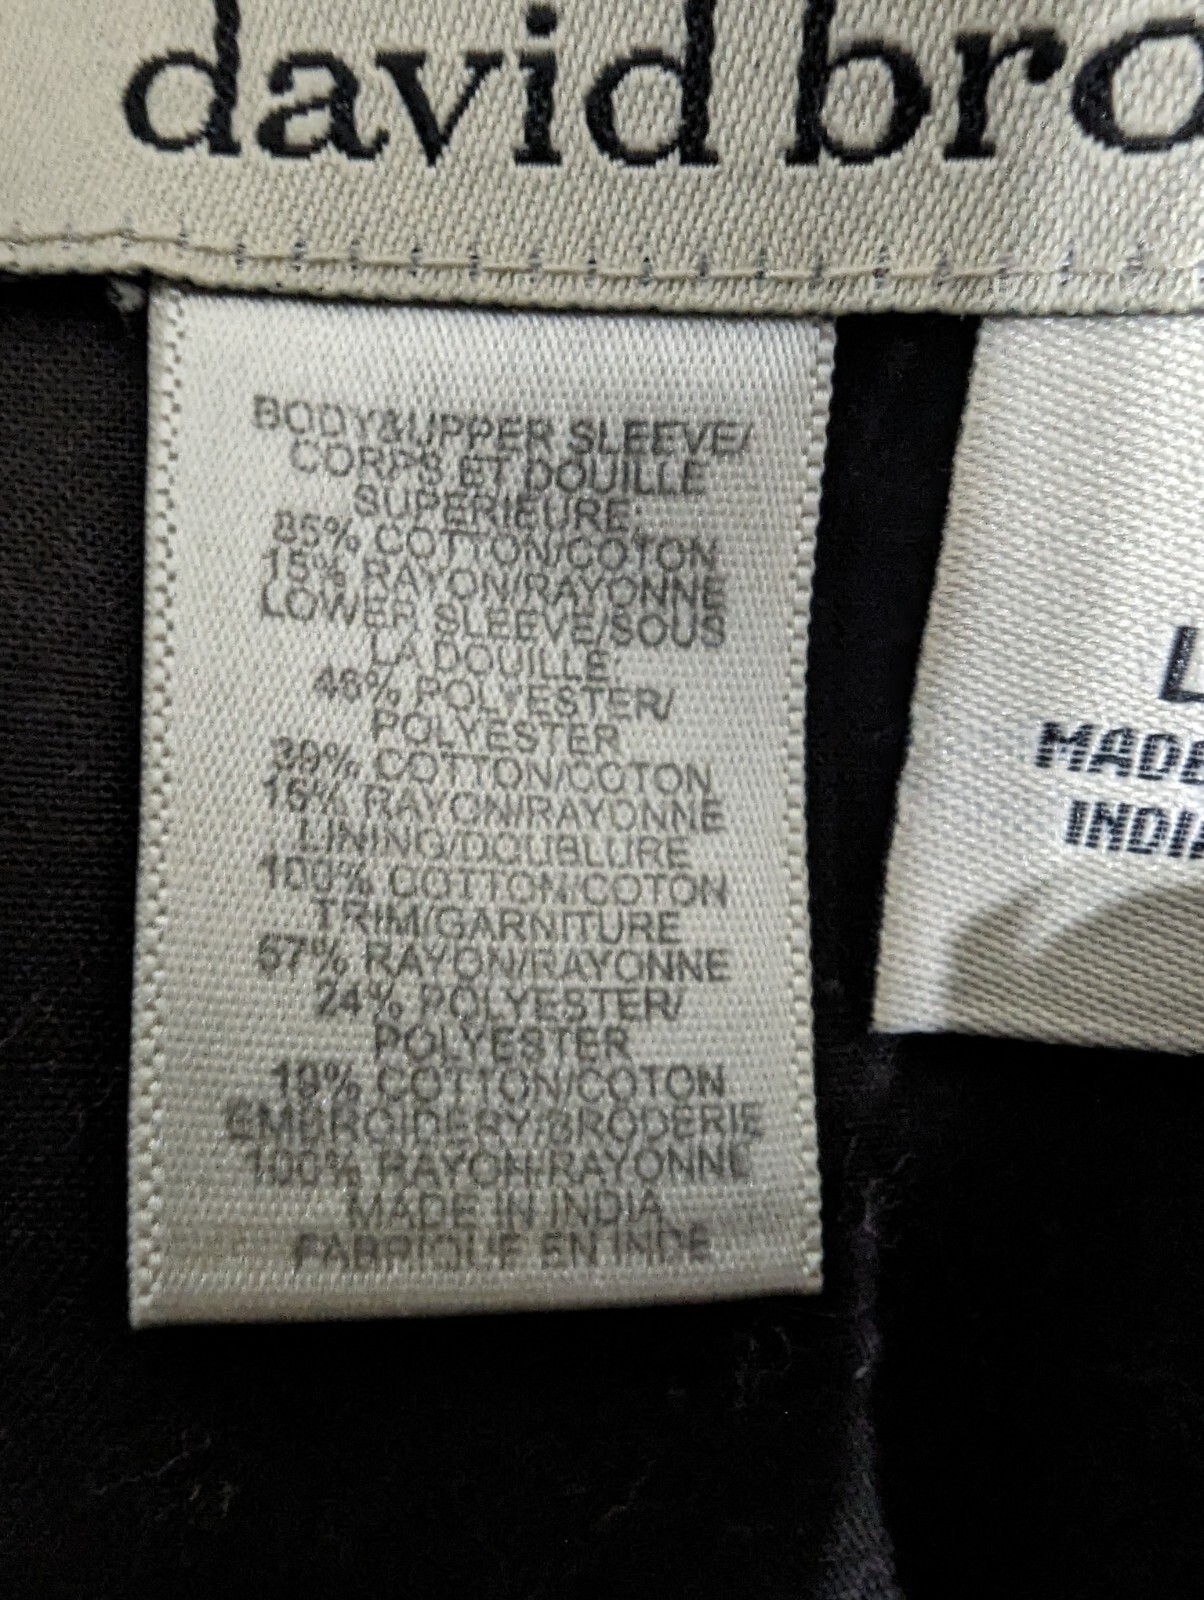 david bro
BODY&UPPER SLEEVE/
CORPS ET DOUILLE
SUPERIEURE:
85% COTTON/COTON
15% RAYON/RAYONNE
LOWER SLEEVE/SOUS
LA DOUILLE
46% POLYESTER/
POLYESTER
39% COTTON/COTON
15% RAYON/RAYONNE
LINING/DOUBLURE
100% COTTON/COTON
TRIM/GARNITURE
57% RAYON/RAYONNE
24% POLYESTER/
POLYESTER
19% COTTON/COTON
EMBROIDERY/BRODERIE
100% RAYON/RAYONNE
MADE IN INDIA
FABRIQUE EN INDE
L
MADE
INDIA